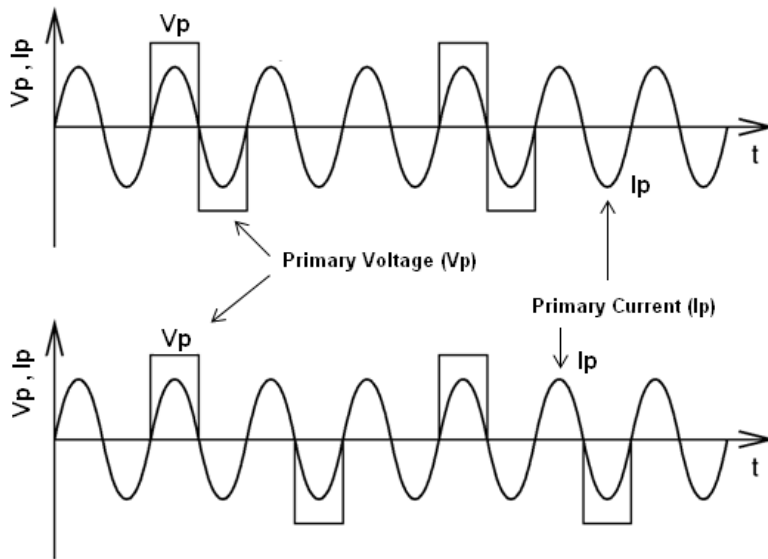 Vp
Vp , Ip
t
Ip
Primary Voltage (Vp)
Primary Current (Ip)
Vp
Ip
Vp , Ip
t